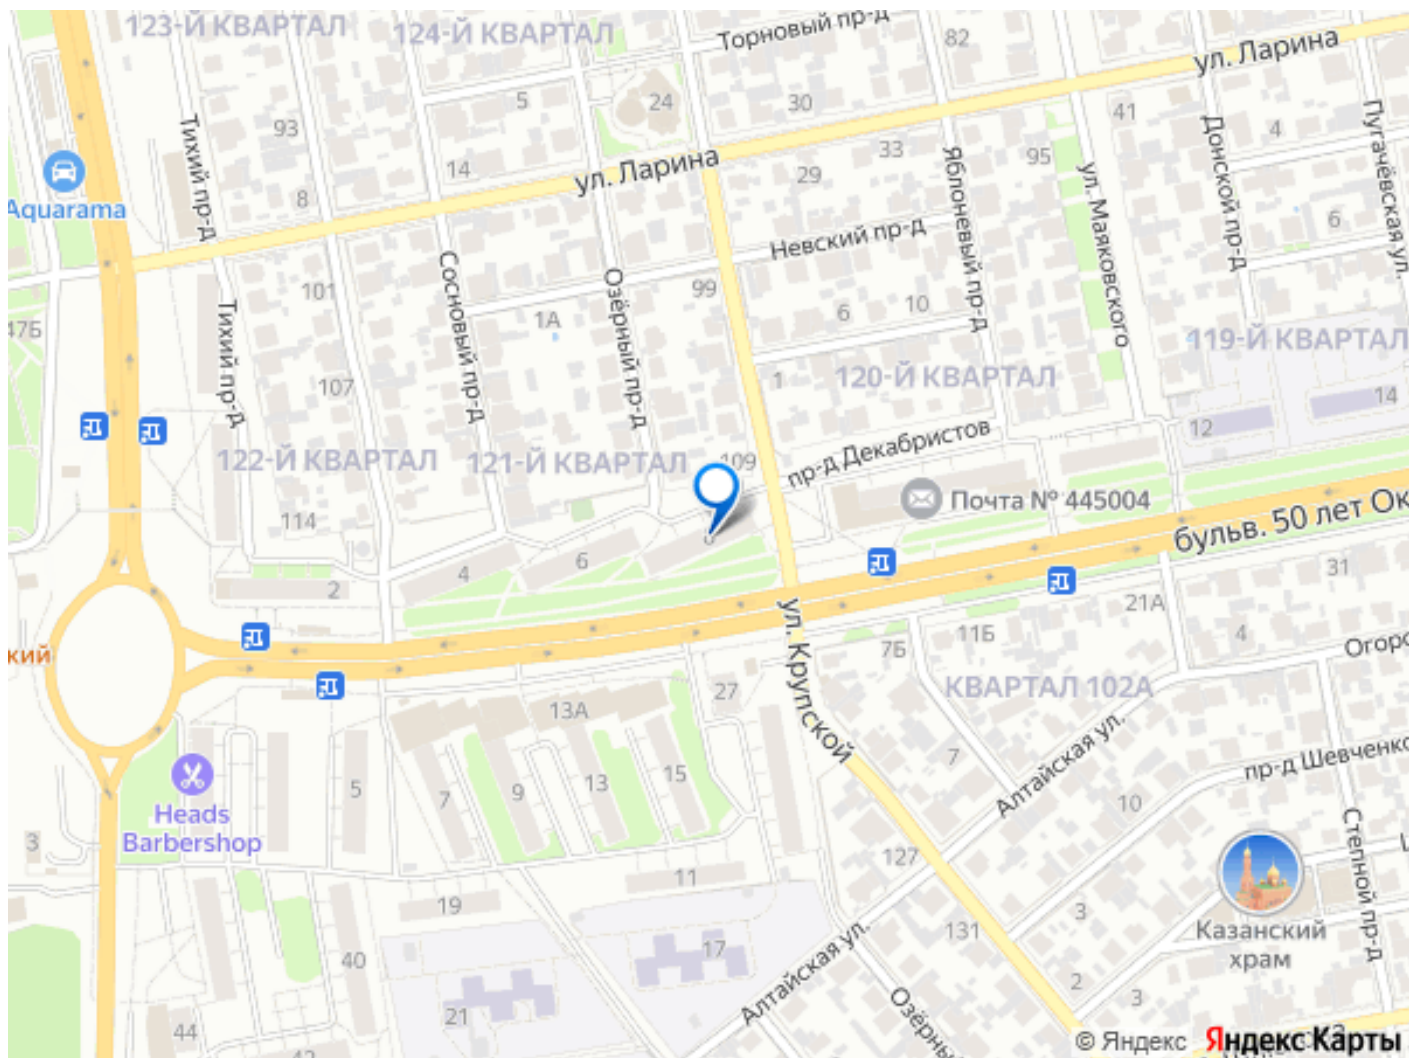 123-Й КВАРТАЛ
124-Й КВАРТАЛ
Торновый пр-д
82
ул. Ларина
5
24
30
41
Пугачёвская ул.
Тихий пр-д
93
Донской пр-д
4
33
Яблоневый пр-д
95
ул. Маяковского
Aquarama
14
ул. Ларина
29
8
6
Невский пр-д
Сосновый пр-д
Озёрный пр-д
101
99
Тихий пр-д
1А
6
10
47Б
119-Й КВАРТАЛ
107
1
120-Й КВАРТАЛ
14
12
122-Й КВАРТАЛ
121-Й КВАРТАЛ
109
пр-д Декабристов
Почта № 445004
114
бульв. 50 лет Ок
6
4
2
31
21А
ул. Крупской
11Б
4
7Б
Огоро
кий
КВАРТАЛ 102А
27
13А
Алтайская ул.
7
пр-д Шевченко
13
15
9
5
7
10
Heads
Barbershop
3
Степной пр-д
127
11
19
3
131
Казанский
храм
17
40
Алтайская ул.
2
3
21
Озёрны
44
42
© Яндекс
Яндекс Карты